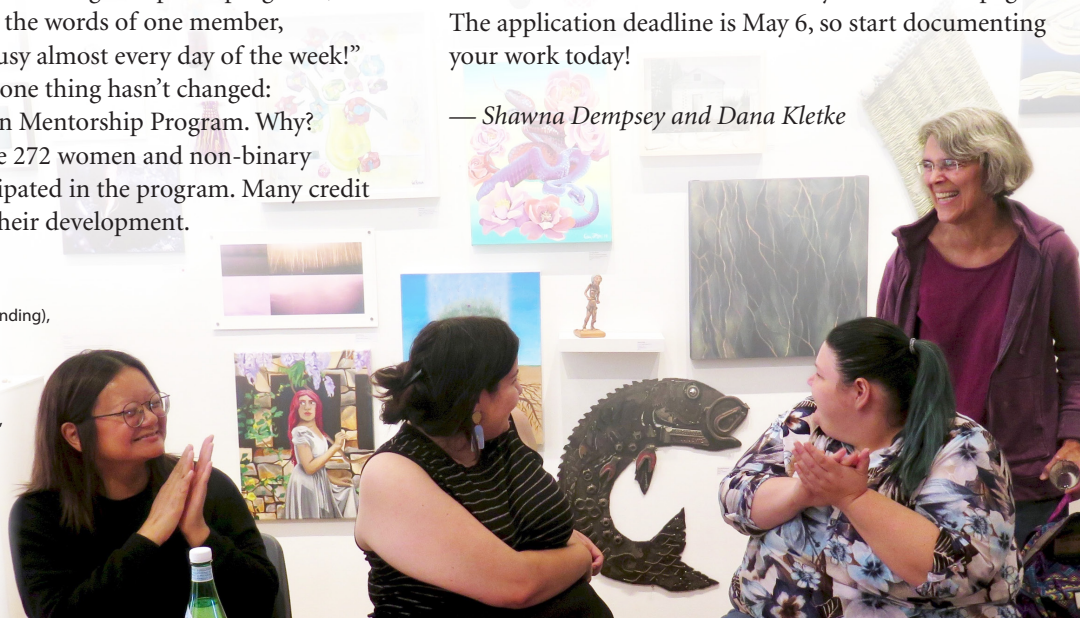 the words of one member,
usy almost every day of the week!”
one thing hasn’t changed:
n Mentorship Program. Why?
e 272 women and non-binary
ipated in the program. Many credit
heir development.
nding),
The application deadline is May 6, so start documenting
your work today!
— Shawna Dempsey and Dana Kletke